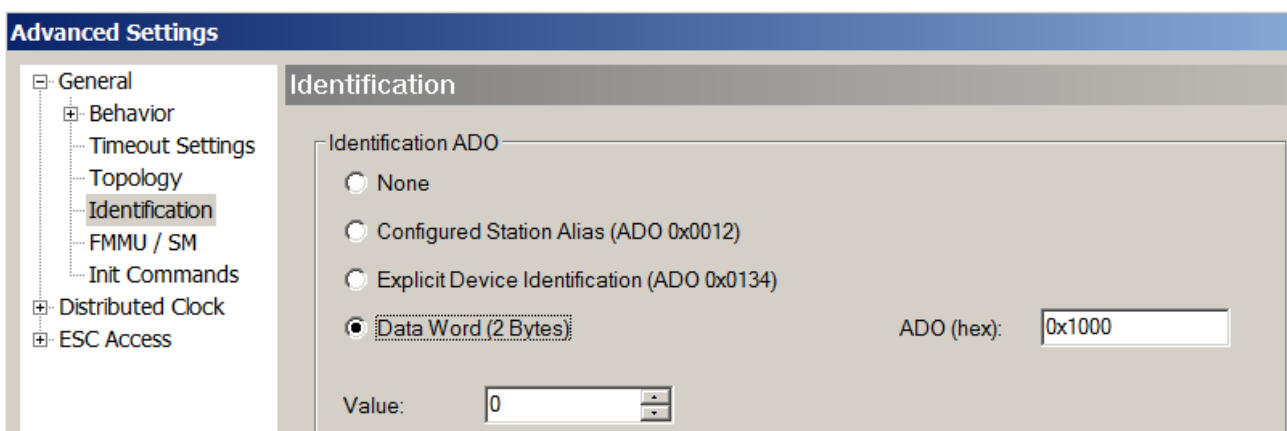 Advanced Settings
General
Behavior
Timeout Settings
Topology
Identification
FMMU / SM
Init Commands
Distributed Clock
ESC Access
Identification
Identification ADO
None
Configured Station Alias (ADO 0x0012)
Explicit Device Identification (ADO 0x0134)
Data Word (2 Bytes) ADO (hex): 0x1000
Value: 0